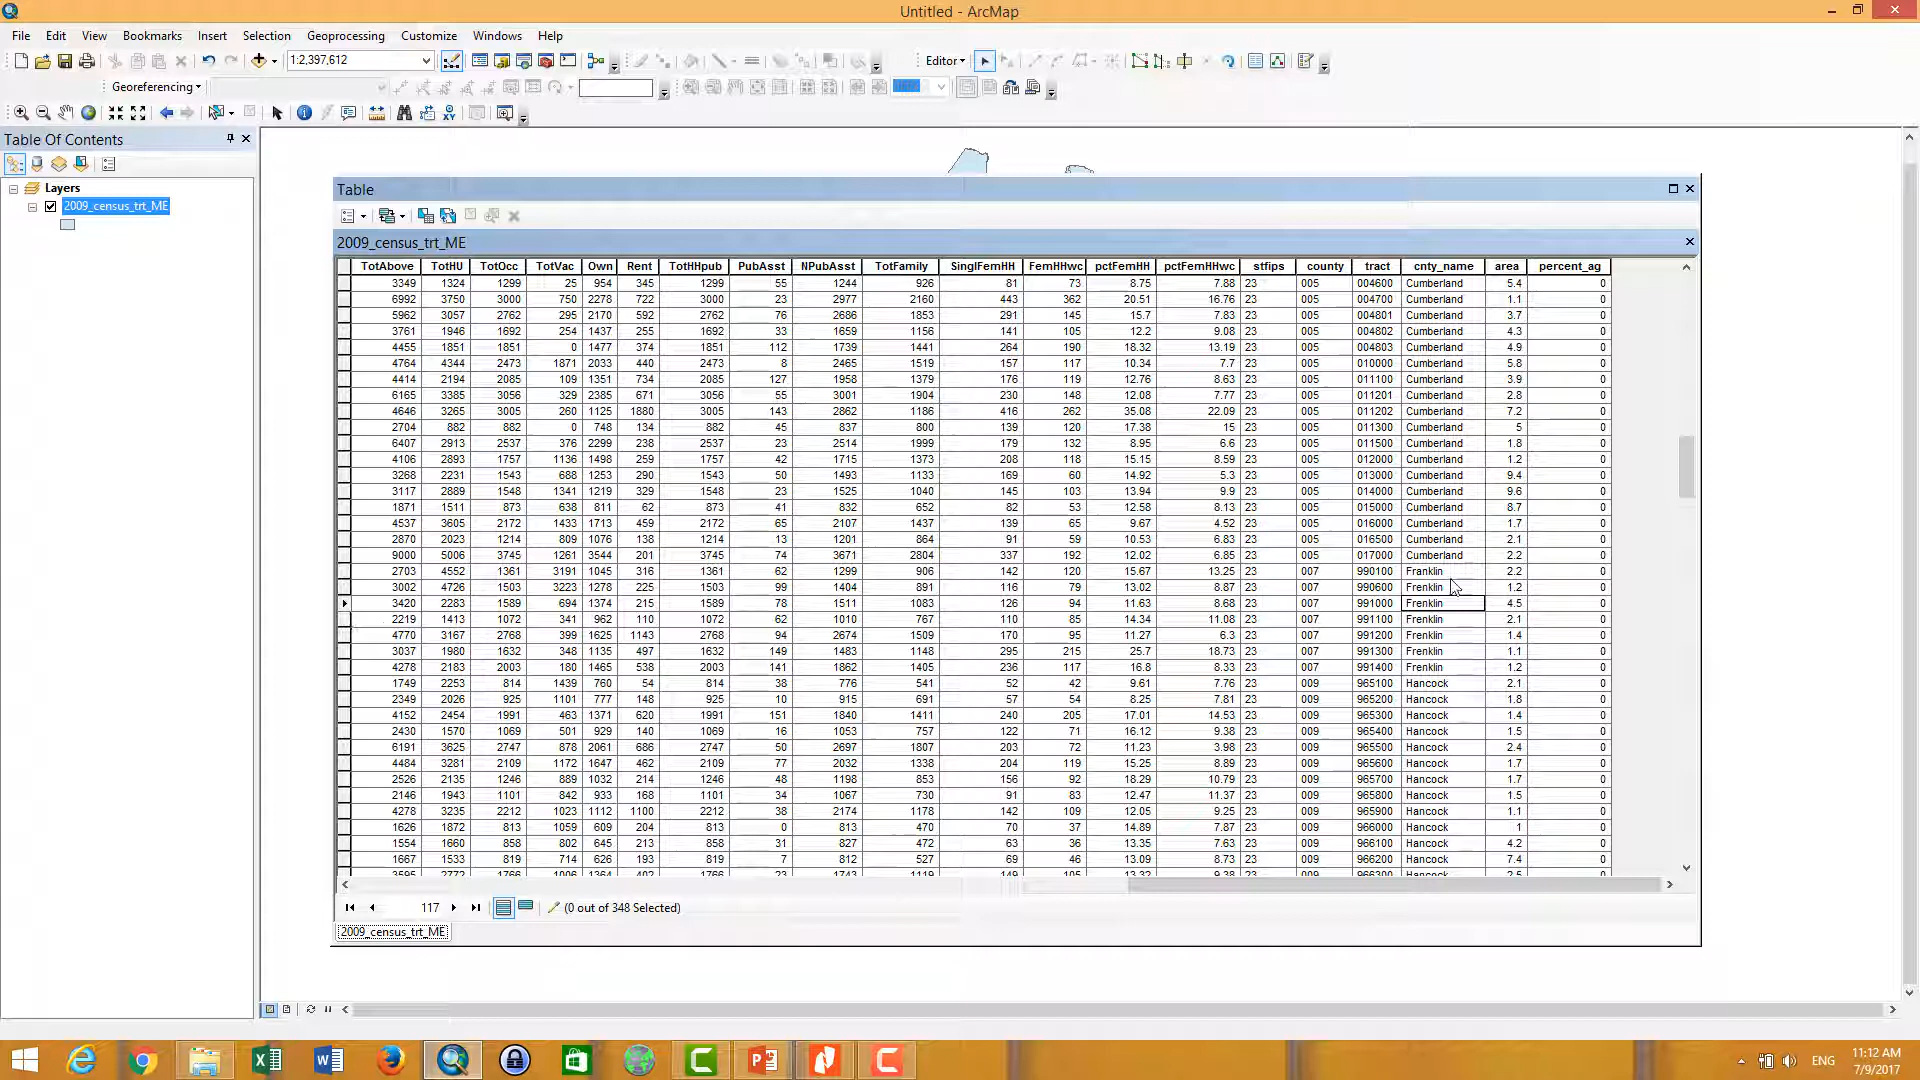 Untitled - ArcMap
File Edit View Bookmarks Insert Selection Geoprocessing Customize Windows Help
1:2,397,612 Editor
Georeferencing
Table Of Contents
Layers
2009_census_trt_ME
Table
2009_census_trt_ME
TotAbove TotHU TotOcc TotVac Own Rent TotHHpub PubAsst NPubAsst TotFamily SinglFemHH FemHHwc pctFemHH pctFemHHwc stfips county tract cnty_name area percent_ag
3349 1324 1299 25 954 345 1299 55 1244 926 81 73 8.75 7.88 23 005 004600 Cumberland 5.4 0
6992 3750 3000 750 2278 722 3000 23 2977 2160 443 362 20.51 16.76 23 005 004700 Cumberland 1.1 0
5962 3057 2762 295 2170 592 2762 76 2686 1853 291 145 15.7 7.83 23 005 004801 Cumberland 3.7 0
3761 1946 1692 254 1437 255 1692 33 1659 1156 141 105 12.2 9.08 23 005 004802 Cumberland 4.3 0
4455 1851 1851 0 1477 374 1851 112 1739 1441 264 190 18.32 13.19 23 005 004803 Cumberland 4.9 0
4764 4344 2473 1871 2033 440 2473 8 2465 1519 157 117 10.34 7.7 23 005 010000 Cumberland 5.8 0
4414 2194 2085 109 1351 734 2085 127 1958 1379 176 119 12.76 8.63 23 005 011100 Cumberland 3.9 0
6165 3385 3056 329 2385 671 3056 55 3001 1904 230 148 12.08 7.77 23 005 011201 Cumberland 2.8 0
4646 3265 3005 260 1125 1880 3005 143 2862 1186 416 262 35.08 22.09 23 005 011202 Cumberland 7.2 0
2704 882 882 0 748 134 882 45 837 800 139 120 17.38 15 23 005 011300 Cumberland 5 0
6407 2913 2537 376 2299 238 2537 23 2514 1999 179 132 8.95 6.6 23 005 011500 Cumberland 1.8 0
4106 2893 1757 1136 1498 259 1757 42 1715 1373 208 118 15.15 8.59 23 005 012000 Cumberland 1.2 0
3268 2231 1543 688 1253 290 1543 50 1493 1133 169 60 14.92 5.3 23 005 013000 Cumberland 9.4 0
3117 2889 1548 1341 1219 329 1548 23 1525 1040 145 103 13.94 9.9 23 005 014000 Cumberland 9.6 0
1871 1511 873 638 811 62 873 41 832 652 82 53 12.58 8.13 23 005 015000 Cumberland 8.7 0
4537 3605 2172 1433 1713 459 2172 65 2107 1437 139 65 9.67 4.52 23 005 016000 Cumberland 1.7 0
2870 2023 1214 809 1076 138 1214 13 1201 864 91 59 10.53 6.83 23 005 016500 Cumberland 2.1 0
9000 5006 3745 1261 3544 201 3745 74 3671 2804 337 192 12.02 6.85 23 005 017000 Cumberland 2.2 0
2703 4552 1361 3191 1045 316 1361 62 1299 906 142 120 15.67 13.25 23 007 990100 Franklin 2.2 0
3002 4726 1503 3223 1278 225 1503 99 1404 891 116 79 13.02 8.87 23 007 990600 Frenklin 1.2 0
3420 2283 1589 694 1374 215 1589 78 1511 1083 126 94 11.63 8.68 23 007 991000 Frenklin 4.5 0
2219 1413 1072 341 962 110 1072 62 1010 767 110 85 14.34 11.08 23 007 991100 Frenklin 2.1 0
4770 3167 2768 399 1625 1143 2768 94 2674 1509 170 95 11.27 6.3 23 007 991200 Frenklin 1.4 0
3037 1980 1632 348 1135 497 1632 149 1483 1148 295 215 25.7 18.73 23 007 991300 Frenklin 1.1 0
4278 2183 2003 180 1465 538 2003 141 1862 1405 236 117 16.8 8.33 23 007 991400 Frenklin 1.2 0
1749 2253 814 1439 760 54 814 38 776 541 52 42 9.61 7.76 23 009 965100 Hancock 2.1 0
2349 2026 925 1101 777 148 925 10 915 691 57 54 8.25 7.81 23 009 965200 Hancock 1.8 0
4152 2454 1991 463 1371 620 1991 151 1840 1411 240 205 17.01 14.53 23 009 965300 Hancock 1.4 0
2430 1570 1069 501 929 140 1069 16 1053 757 122 71 16.12 9.38 23 009 965400 Hancock 1.5 0
6191 3625 2747 878 2061 686 2747 50 2697 1807 203 72 11.23 3.98 23 009 965500 Hancock 2.4 0
4484 3281 2109 1172 1647 462 2109 77 2032 1338 204 119 15.25 8.89 23 009 965600 Hancock 1.7 0
2526 2135 1246 889 1032 214 1246 48 1198 853 156 92 18.29 10.79 23 009 965700 Hancock 1.7 0
2146 1943 1101 842 933 168 1101 34 1067 730 91 83 12.47 11.37 23 009 965800 Hancock 1.5 0
4278 3235 2212 1023 1112 1100 2212 38 2174 1178 142 109 12.05 9.25 23 009 965900 Hancock 1.1 0
1626 1872 813 1059 609 204 813 0 813 470 70 37 14.89 7.87 23 009 966000 Hancock 1 0
1554 1660 858 802 645 213 858 31 827 472 63 36 13.35 7.63 23 009 966100 Hancock 4.2 0
1667 1533 819 714 626 193 819 7 812 527 69 46 13.09 8.73 23 009 966200 Hancock 7.4 0
3595 2772 1766 1006 1364 402 1766 23 1743 1119 149 105 13.32 9.38 23 009 966300 Hancock 2.5 0
117 (0 out of 348 Selected)
2009_census_trt_ME
ENG 11:12 AM
7/9/2017